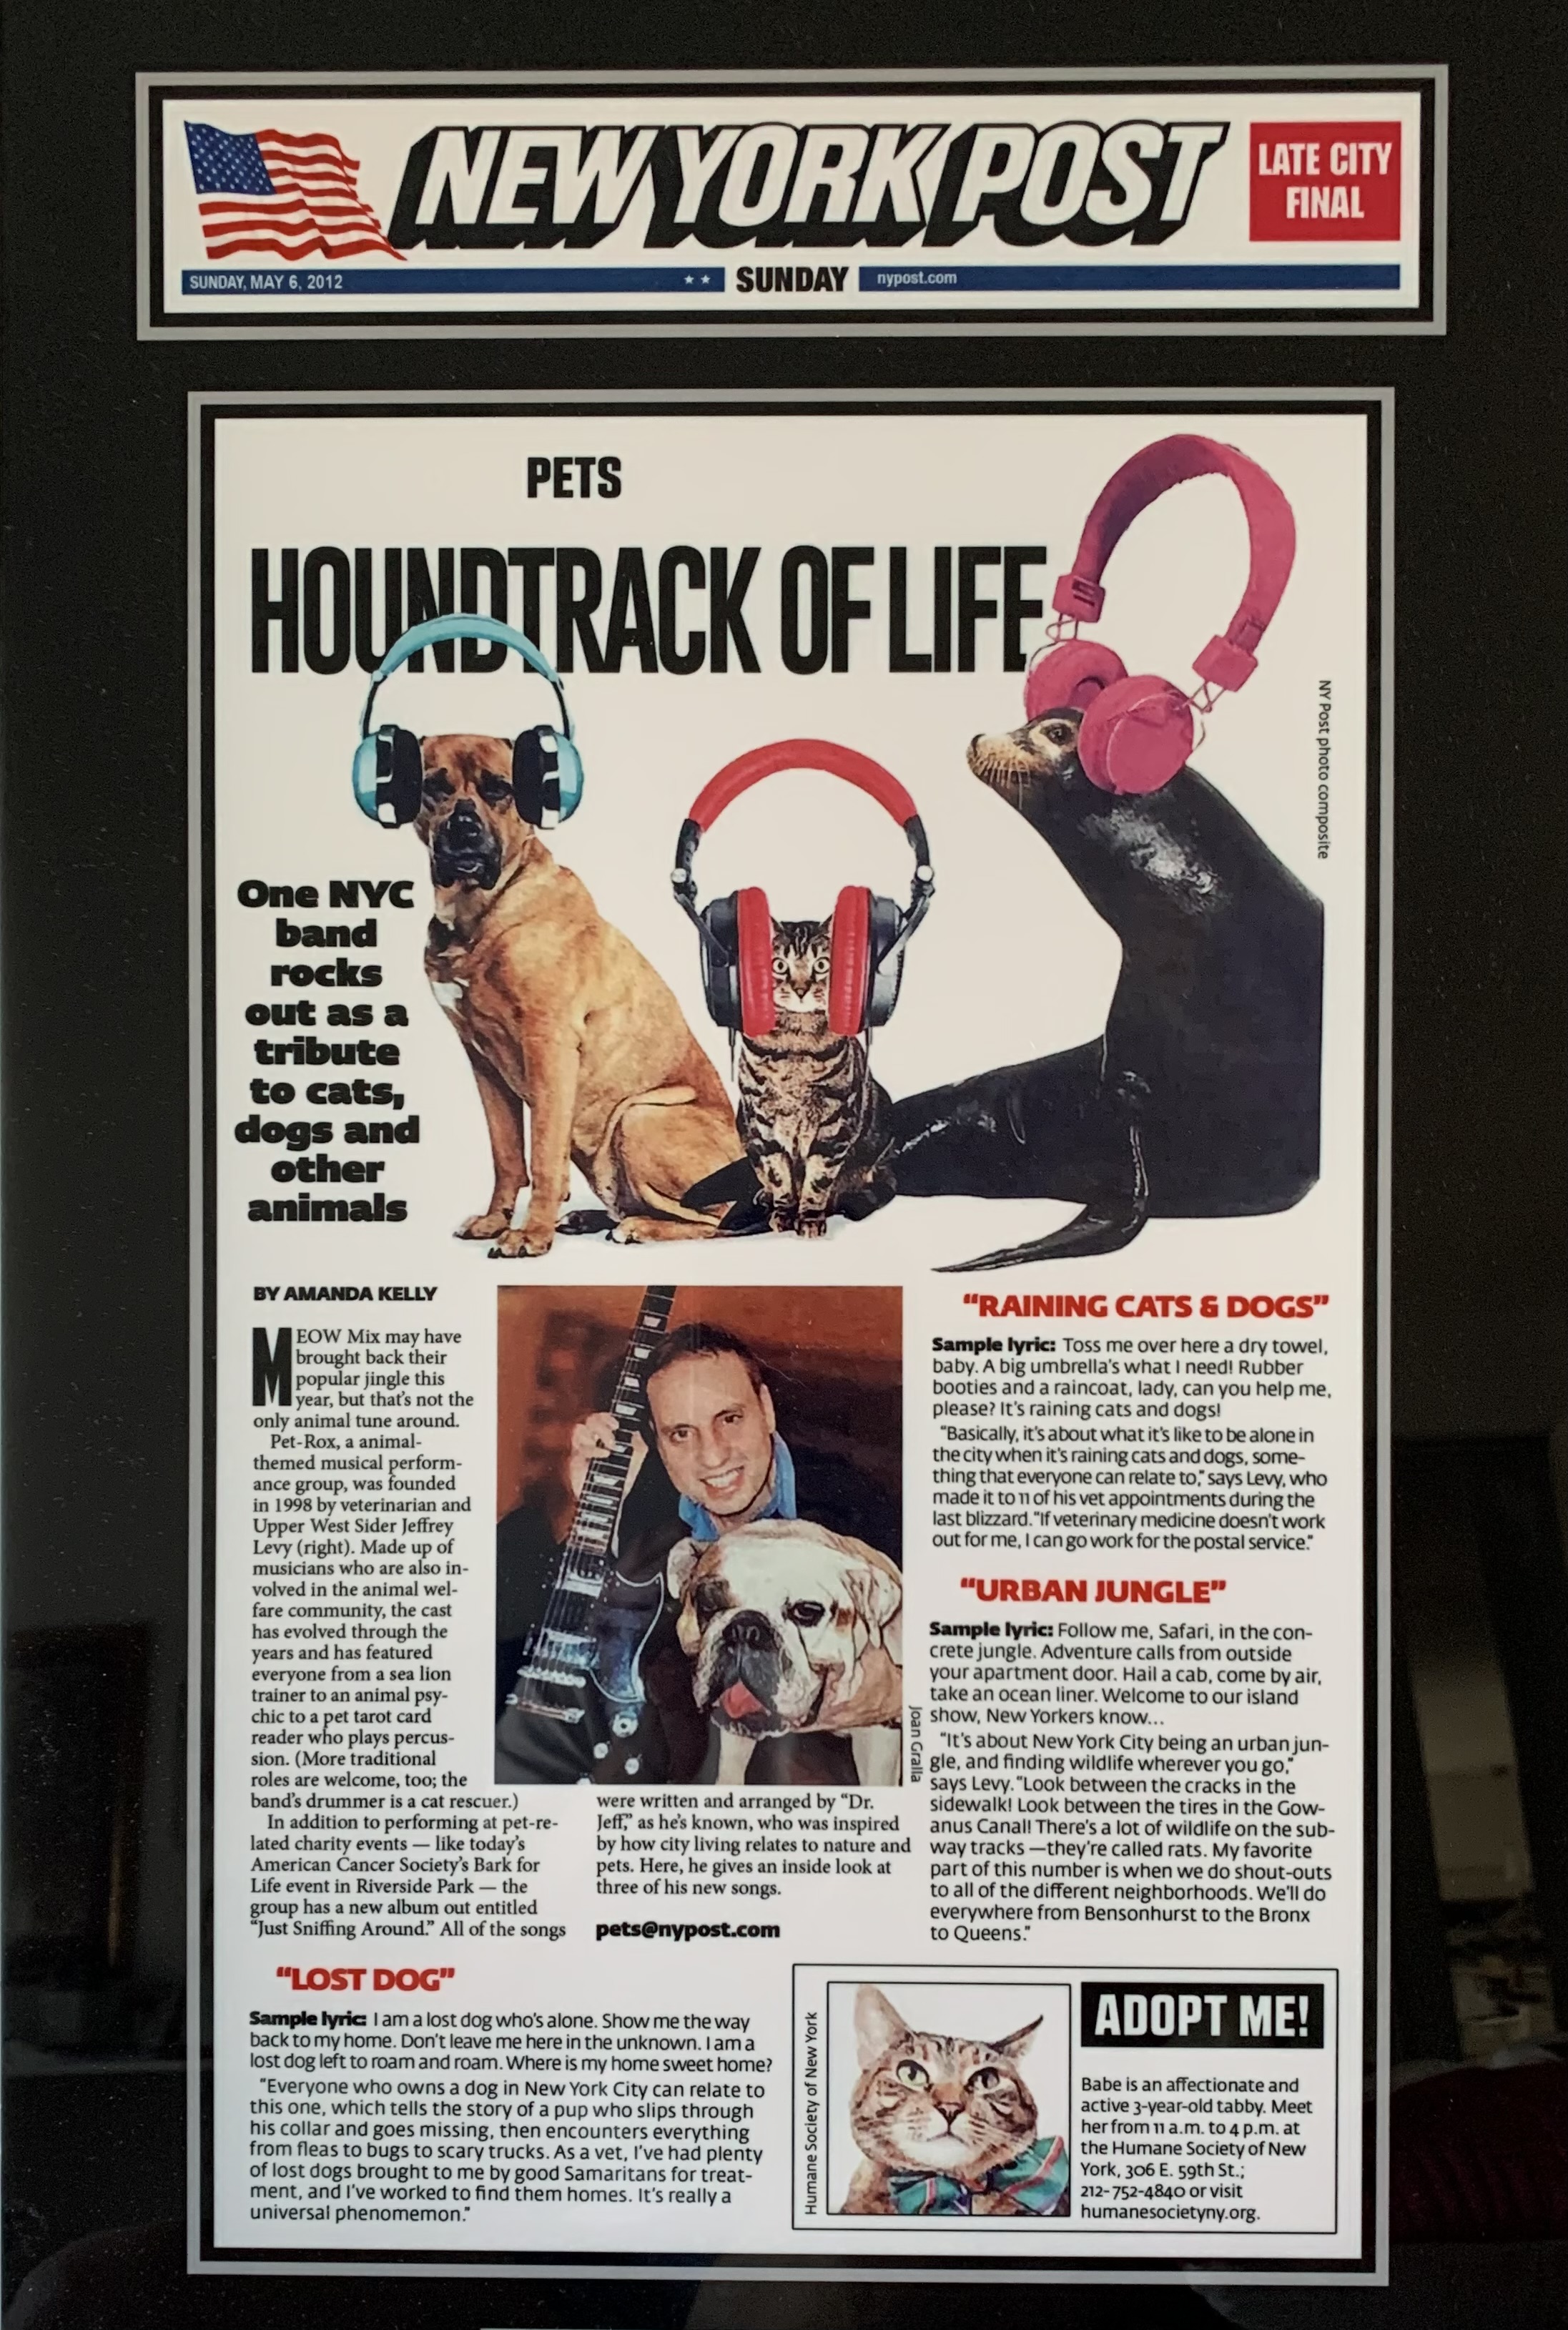 NEW YORK POST
LATE CITY
FINAL
SUNDAY, MAY 6, 2012
SUNDAY
nypost.com
PETS
HOUNDTRACK OF LIFE
NY Post photo composite
One NYC
band
rocks
out as a
tribute
to cats,
dogs and
other
animals
BY AMANDA KELLY
MEOW Mix may have
brought back their
popular jingle this
year, but that's not the
only animal tune around.
Pet-Rox, a animal-
themed musical perform-
ance group, was founded
in 1998 by veterinarian and
Upper West Sider Jeffrey
Levy (right). Made up of
musicians who are also in-
volved in the animal wel-
fare community, the cast
has evolved through the
years and has featured
everyone from a sea lion
trainer to an animal psy-
chic to a pet tarot card
reader who plays percus-
sion. (More traditional
roles are welcome, too; the
band's drummer is a cat rescuer.)
In addition to performing at pet-re-
lated charity events — like today's
American Cancer Society's Bark for
Life event in Riverside Park — the
group has a new album out entitled
"Just Sniffing Around." All of the songs
Joan Gralla
were written and arranged by "Dr.
Jeff," as he's known, who was inspired
by how city living relates to nature and
pets. Here, he gives an inside look at
three of his new songs.
pets@nypost.com
"RAINING CATS & DOGS"
Sample lyric: Toss me over here a dry towel,
baby. A big umbrella's what I need! Rubber
booties and a raincoat, lady, can you help me,
please? It's raining cats and dogs!
"Basically, it's about what it's like to be alone in
the city when it's raining cats and dogs, some-
thing that everyone can relate to," says Levy, who
made it to 11 of his vet appointments during the
last blizzard. "If veterinary medicine doesn't work
out for me, I can go work for the postal service."
"URBAN JUNGLE"
Sample lyric: Follow me, Safari, in the con-
crete jungle. Adventure calls from outside
your apartment door. Hail a cab, come by air,
take an ocean liner. Welcome to our island
show, New Yorkers know...
"It's about New York City being an urban jun-
gle, and finding wildlife wherever you go,"
says Levy. "Look between the cracks in the
sidewalk! Look between the tires in the Gow-
anus Canal! There's a lot of wildlife on the sub-
way tracks —they're called rats. My favorite
part of this number is when we do shout-outs
to all of the different neighborhoods. We'll do
everywhere from Bensonhurst to the Bronx
to Queens."
"LOST DOG"
Sample lyric: I am a lost dog who's alone. Show me the way
back to my home. Don't leave me here in the unknown. I am a
lost dog left to roam and roam. Where is my home sweet home?
"Everyone who owns a dog in New York City can relate to
this one, which tells the story of a pup who slips through
his collar and goes missing, then encounters everything
from fleas to bugs to scary trucks. As a vet, I've had plenty
of lost dogs brought to me by good Samaritans for treat-
ment, and I've worked to find them homes. It's really a
universal phenomemon."
Humane Society of New York
ADOPT ME!
Babe is an affectionate and
active 3-year-old tabby. Meet
her from 11 a.m. to 4 p.m. at
the Humane Society of New
York, 306 E. 59th St.;
212-752-4840 or visit
humanesocietyny.org.